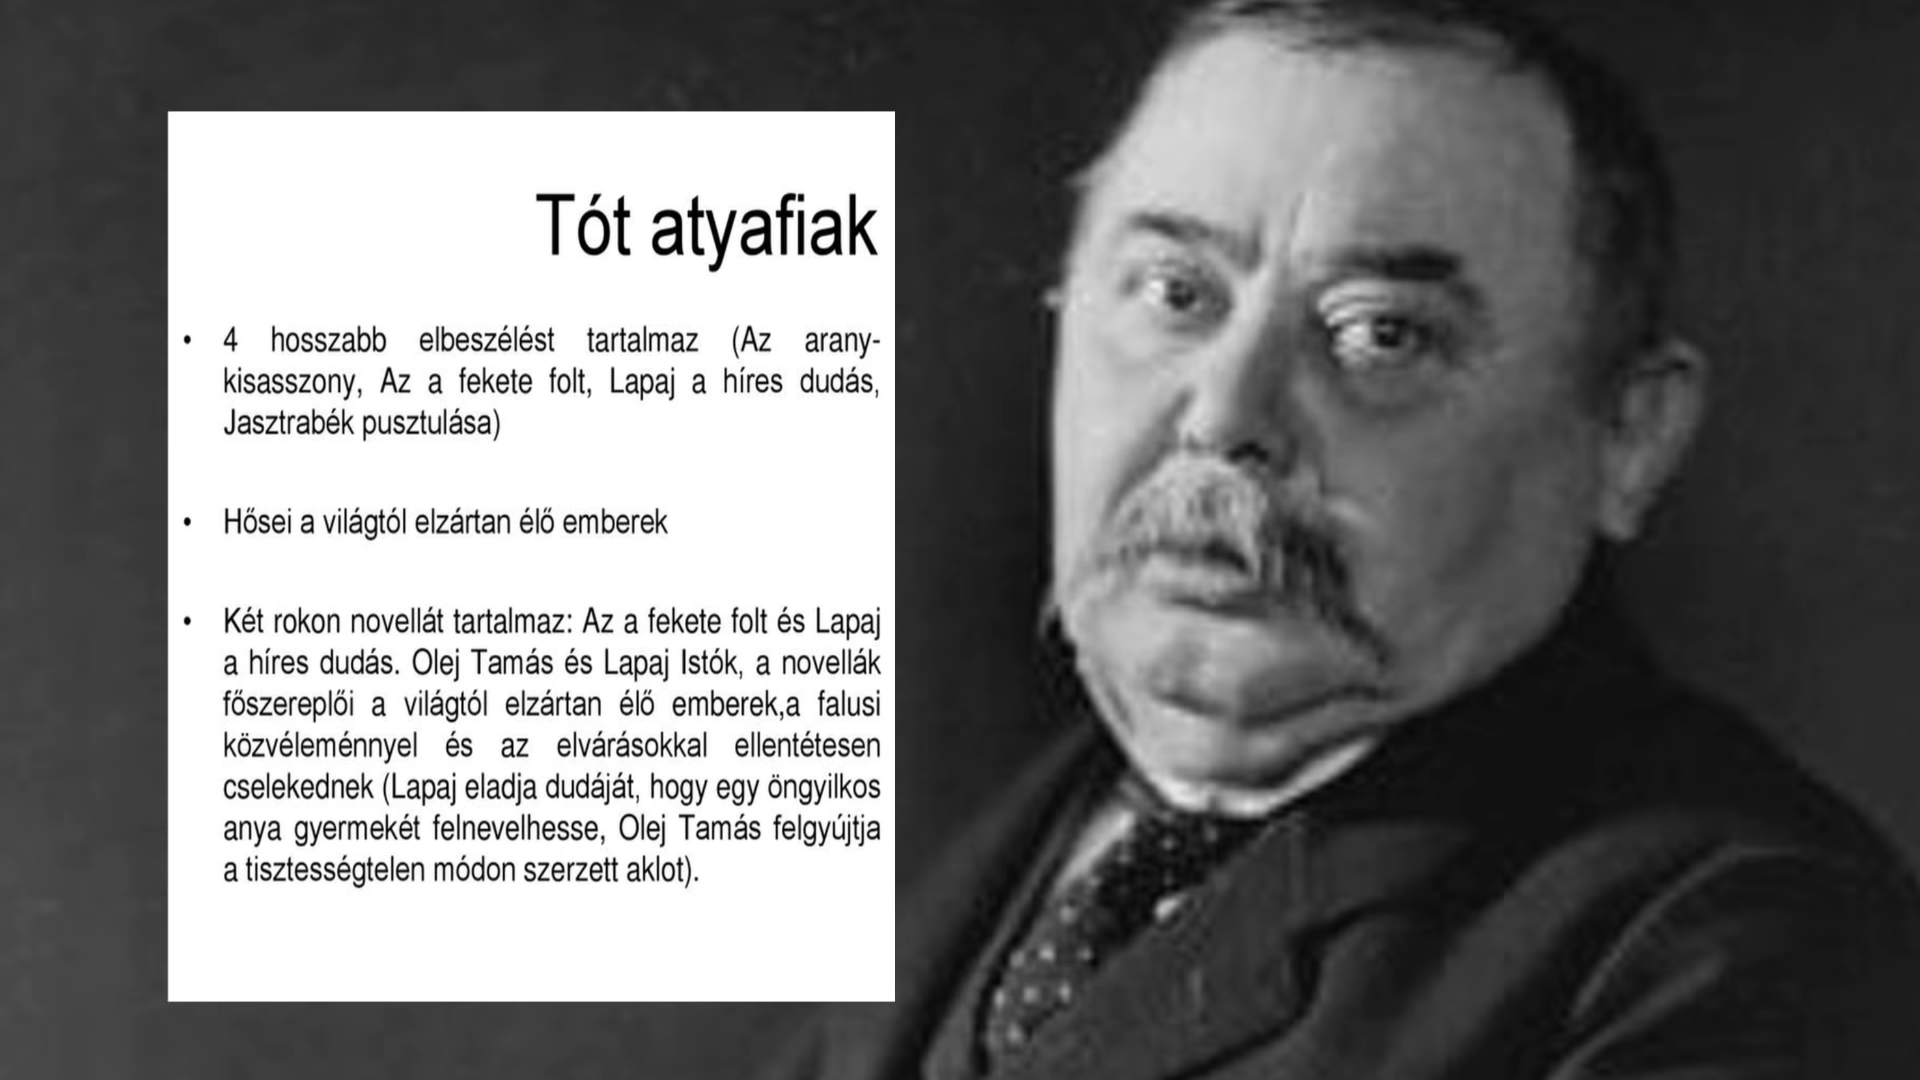 Tót atyafiak
• 4 hosszabb elbeszélést tartalmaz (Az arany-
kisasszony, Az a fekete folt, Lapaj a híres dudás,
Jasztrabék pusztulása)
• Hősei a világtól elzártan élő emberek
• Két rokon novellát tartalmaz: Az a fekete folt és Lapaj
a híres dudás. Olej Tamás és Lapaj Istók, a novellák
főszereplői a világtól elzártan élő emberek,a falusi
közvéleménnyel és az elvárásokkal ellentétesen
cselekednek (Lapaj eladja dudáját, hogy egy öngyilkos
anya gyermekét felnevelhesse, Olej Tamás felgyújtja
a tisztességtelen módon szerzett aklot).